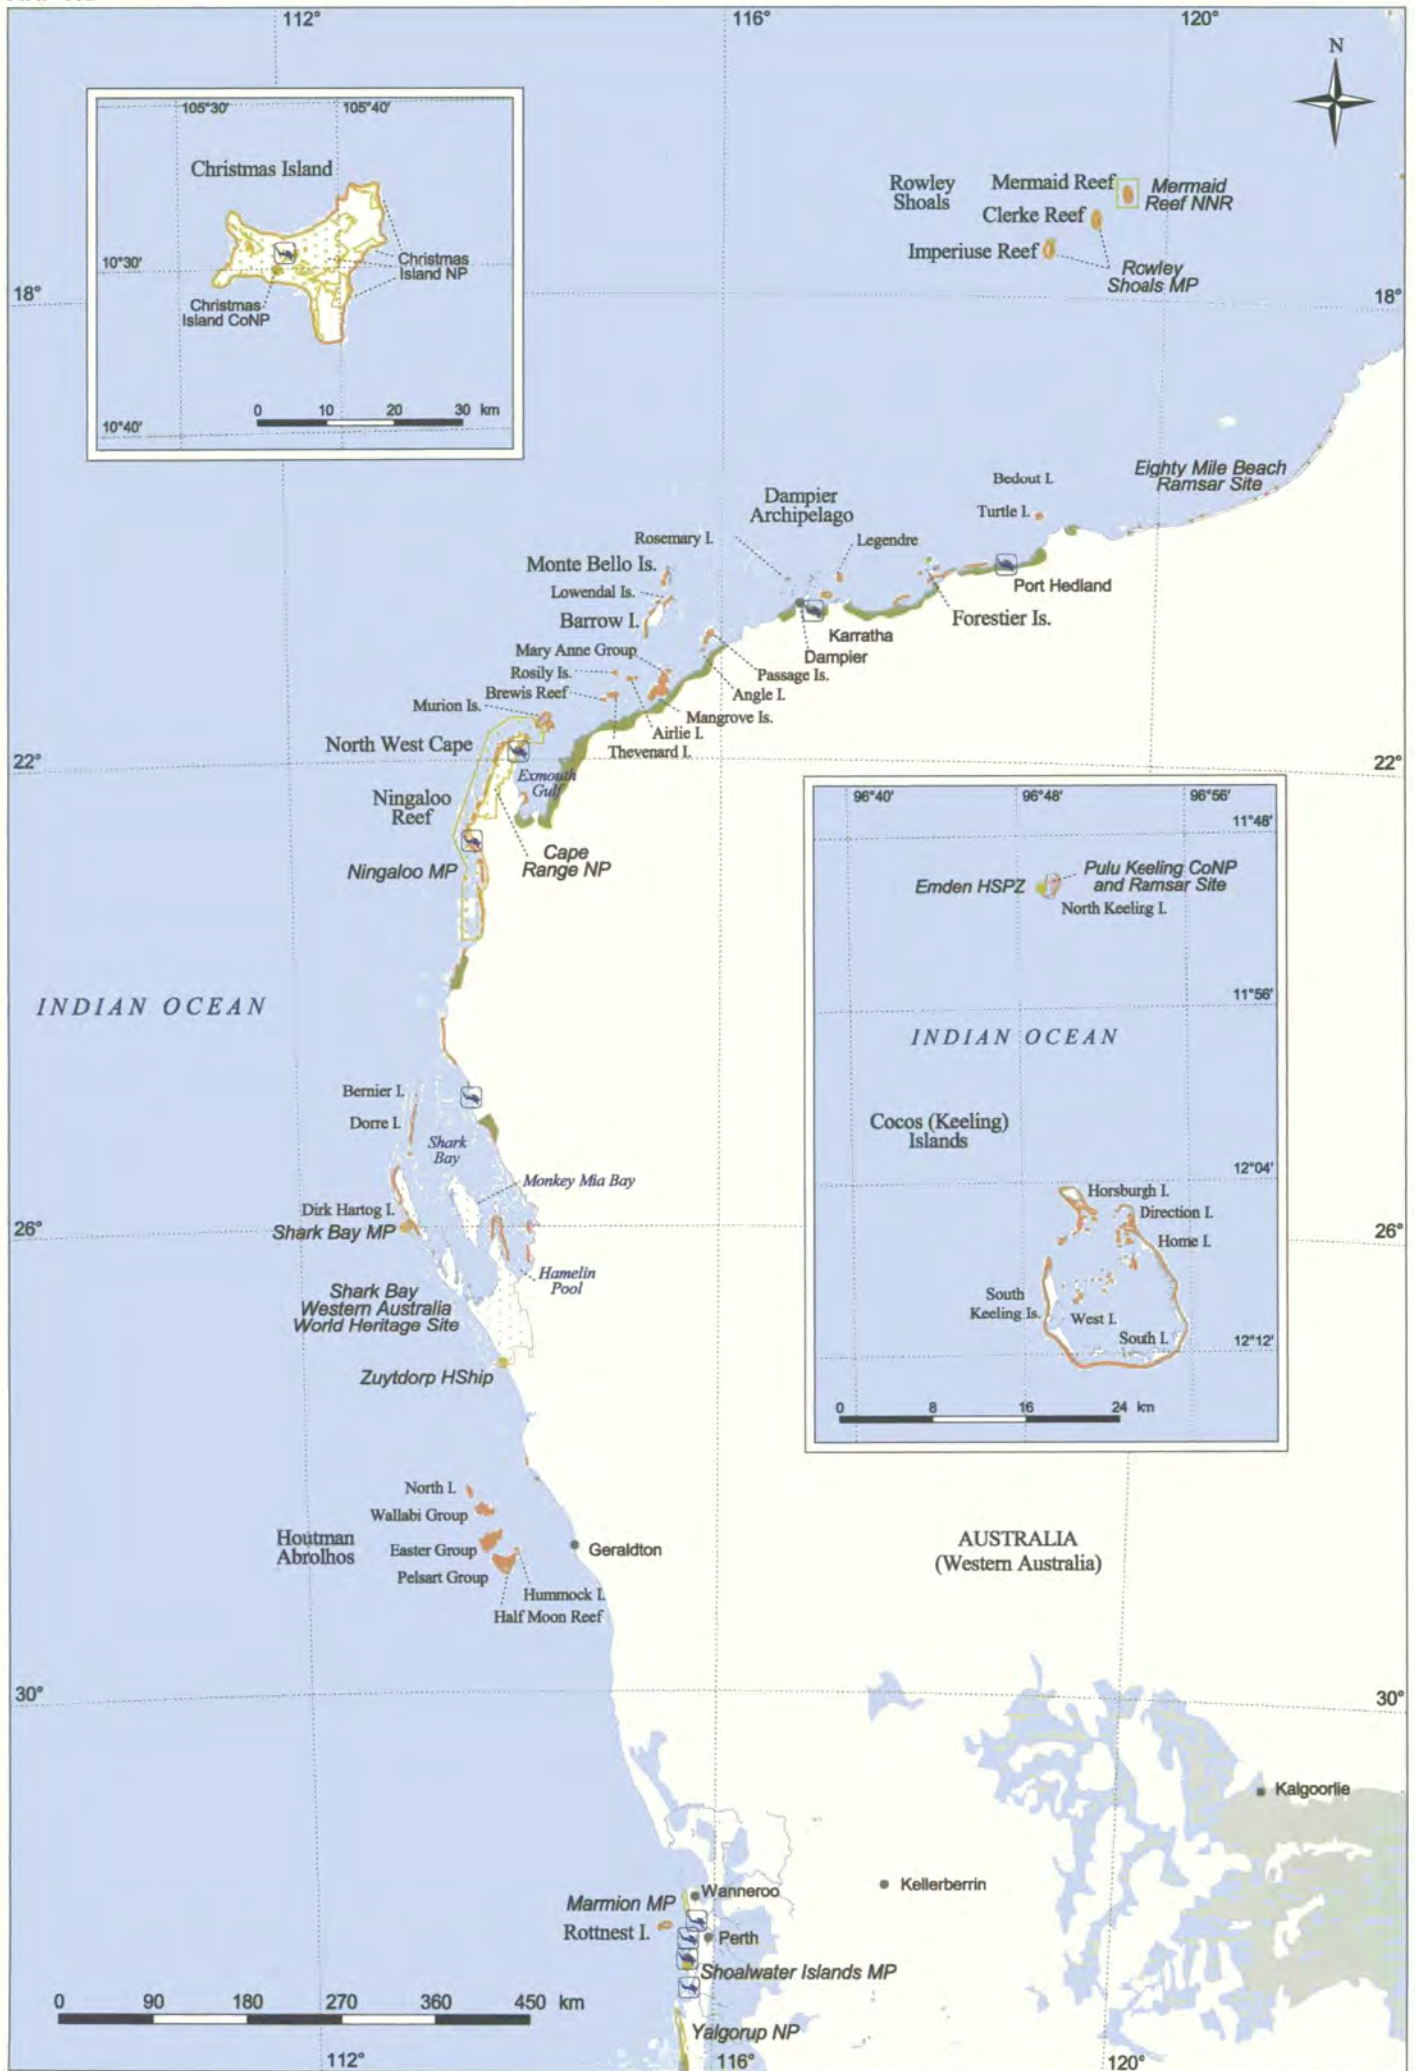 112°
116°
120°
N
105°30'
105°40'
Christmas Island
10°30'
Christmas
Island NP
Christmas
Island CoNP
0 10 20 30 km
10°40'
Rowley
Shoals
Mermaid Reef
Mermaid
Reef NNR
Clerke Reef
Imperiuse Reef
Rowley
Shoals MP
18°
18°
Eighty Mile Beach
Ramsar Site
Bedout I.
Turtle I.
Dampier
Archipelago
Rosemary I.
Legendre
Monte Bello Is.
Lowendal Is.
Barrow I.
Port Hedland
Forestier Is.
Karratha
Dampier
Mary Anne Group
Passage Is.
Rosily Is.
Angle I.
Brewis Reef
Mangrove Is.
Murion Is.
Airlie I.
Thevenard I.
North West Cape
22°
22°
Exmouth
Gulf
Ningaloo
Reef
Cape
Range NP
Ningaloo MP
96°40'
96°48'
96°56'
11°48'
Emden HSPZ
Pulu Keeling CoNP
and Ramsar Site
North Keeling I.
11°56'
INDIAN OCEAN
Cocos (Keeling)
Islands
12°04'
Horsburgh I.
Direction I.
Home I.
South
Keeling Is.
West I.
South I.
12°12'
0 8 16 24 km
INDIAN OCEAN
Bernier I.
Dorre I.
Shark
Bay
Monkey Mia Bay
Dirk Hartog I.
Shark Bay MP
26°
26°
Hamelin
Pool
Shark Bay
Western Australia
World Heritage Site
Zuytdorp HShip
North I.
Wallabi Group
Houtman
Abrolhos
Easter Group
Pelsart Group
Geraldton
Hummock I.
Half Moon Reef
AUSTRALIA
(Western Australia)
30°
30°
Kalgoorlie
Kellerberrin
Marmion MP
Wanneroo
Rottnest I.
Perth
Shoalwater Islands MP
0 90 180 270 360 450 km
Yalgorup NP
112°
116°
120°